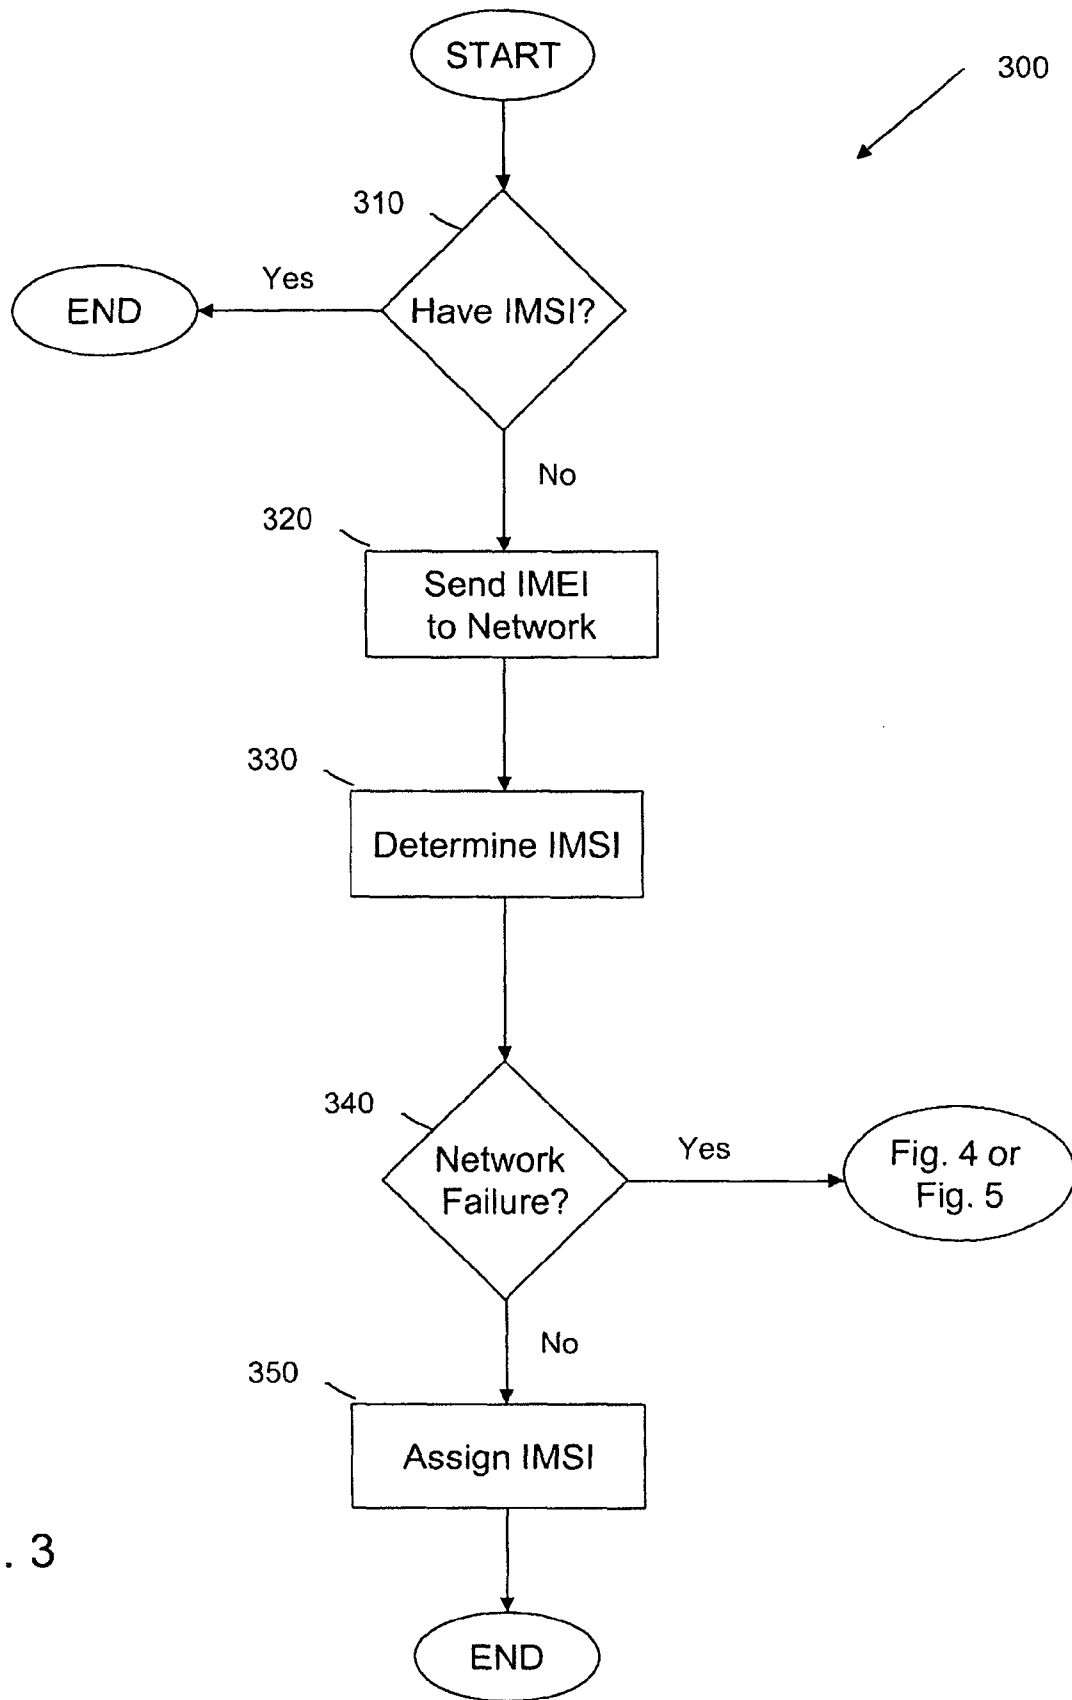 START
300
310
Have IMSI?
Yes
END
No
320
Send IMEI
to Network
330
Determine IMSI
340
Network
Failure?
Yes
Fig. 4 or
Fig. 5
No
350
Assign IMSI
. 3
END